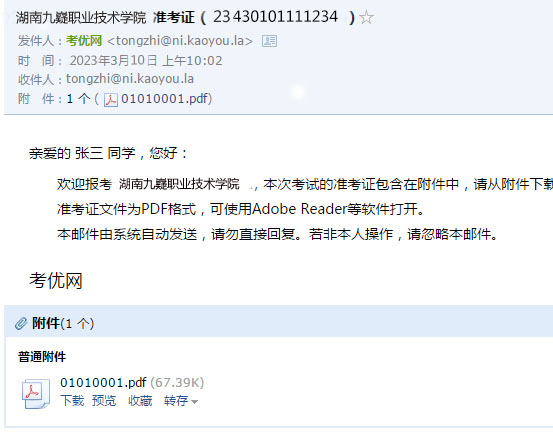 湖南九嶷职业技术学院 准考证 ( 23430101111234 )☆
发件人：考优网 <tongzhi@ni.kaoyou.la>
时　间：2023年3月10日 上午10:02
收件人：tongzhi@ni.kaoyou.la
附　件：1 个 ( 01010001.pdf)
亲爱的 张三 同学，您好：
欢迎报考 湖南九嶷职业技术学院 ，本次考试的准考证包含在附件中，请从附件下载
准考证文件为PDF格式，可使用Adobe Reader等软件打开。
本邮件由系统自动发送，请勿直接回复。若非本人操作，请忽略本邮件。
考优网
附件(1 个)
普通附件
01010001.pdf (67.39K)
下载 预览 收藏 转存